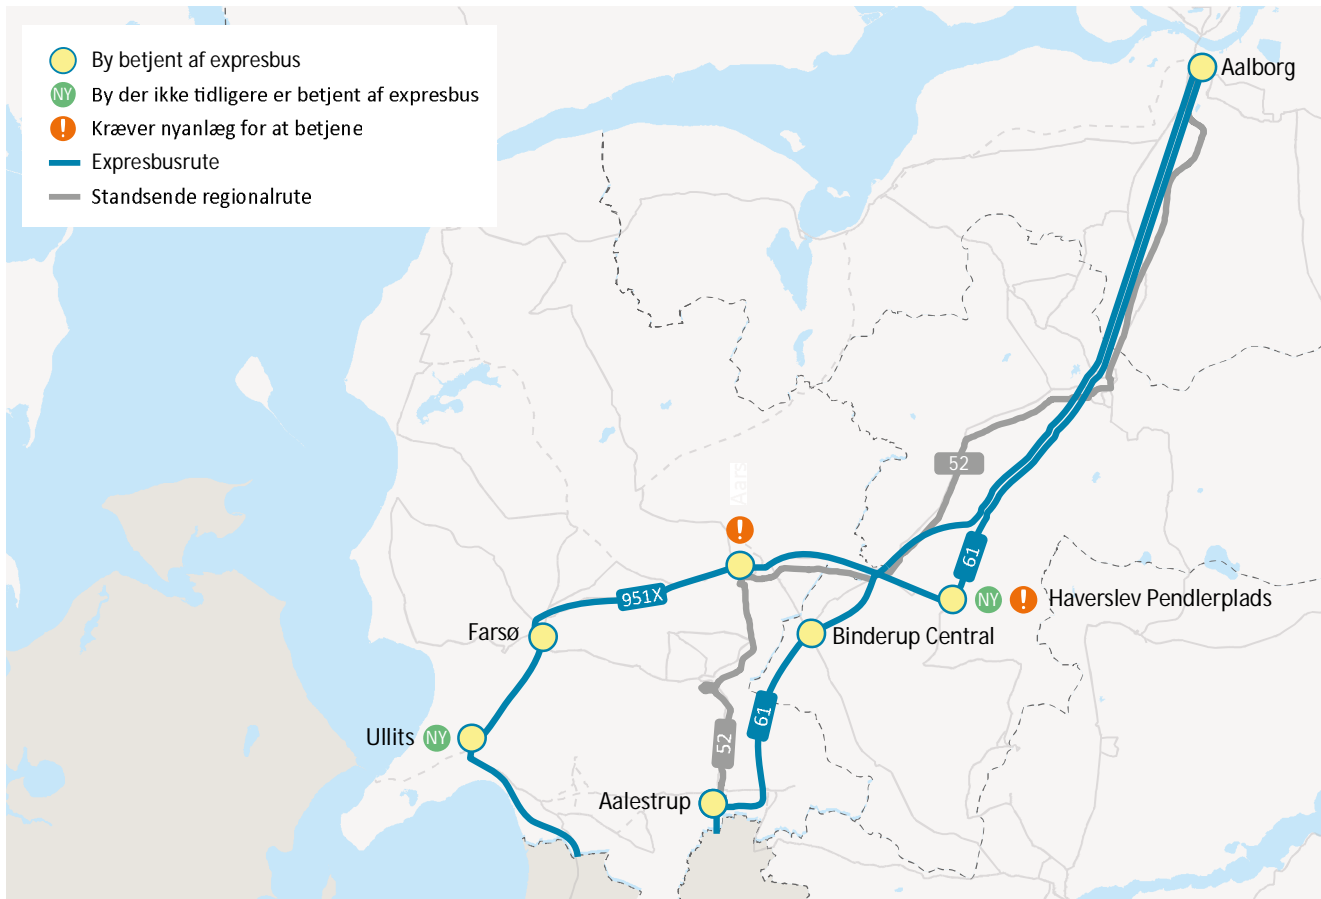 By betjent af expresbus
NY By der ikke tidligere er betjent af expresbus
! Kræver nyanlæg for at betjene
Expresbusrute
Standsende regionalrute
Aalborg
52
Aars
!
61
951X
NY ! Haverslev Pendlerplads
Farsø
Binderup Central
61
Ullits NY
52
Aalestrup